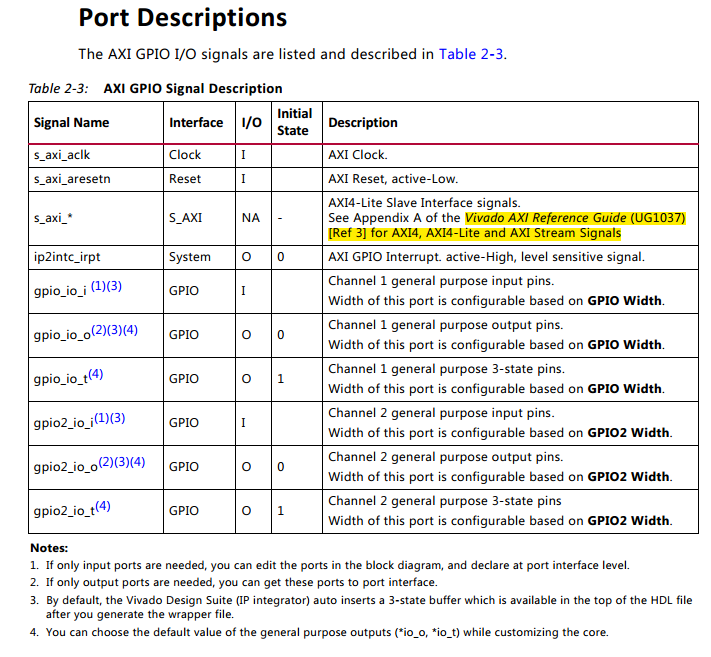 Port Descriptions
The AXI GPIO I/O signals are listed and described in Table 2-3.
Table 2-3: AXI GPIO Signal Description
Signal Name Interface I/O Initial State Description
s_axi_aclk Clock I AXI Clock.
s_axi_aresetn Reset I AXI Reset, active-Low.
s_axi_* S_AXI NA - AXI4-Lite Slave Interface signals.
See Appendix A of the Vivado AXI Reference Guide (UG1037)
[Ref 3] for AXI4, AXI4-Lite and AXI Stream Signals
ip2intc_irpt System O 0 AXI GPIO Interrupt. active-High, level sensitive signal.
gpio_io_i (1)(3) GPIO I Channel 1 general purpose input pins.
Width of this port is configurable based on GPIO Width.
gpio_io_o(2)(3)(4) GPIO O 0 Channel 1 general purpose output pins.
Width of this port is configurable based on GPIO Width.
gpio_io_t(4) GPIO O 1 Channel 1 general purpose 3-state pins.
Width of this port is configurable based on GPIO Width.
gpio2_io_i(1)(3) GPIO I Channel 2 general purpose input pins.
Width of this port is configurable based on GPIO2 Width.
gpio2_io_o(2)(3)(4) GPIO O 0 Channel 2 general purpose output pins.
Width of this port is configurable based on GPIO2 Width.
gpio2_io_t(4) GPIO O 1 Channel 2 general purpose 3-state pins
Width of this port is configurable based on GPIO2 Width.
Notes:
1. If only input ports are needed, you can edit the ports in the block diagram, and declare at port interface level.
2. If only output ports are needed, you can get these ports to port interface.
3. By default, the Vivado Design Suite (IP integrator) auto inserts a 3-state buffer which is available in the top of the HDL file
after you generate the wrapper file.
4. You can choose the default value of the general purpose outputs (*io_o, *io_t) while customizing the core.